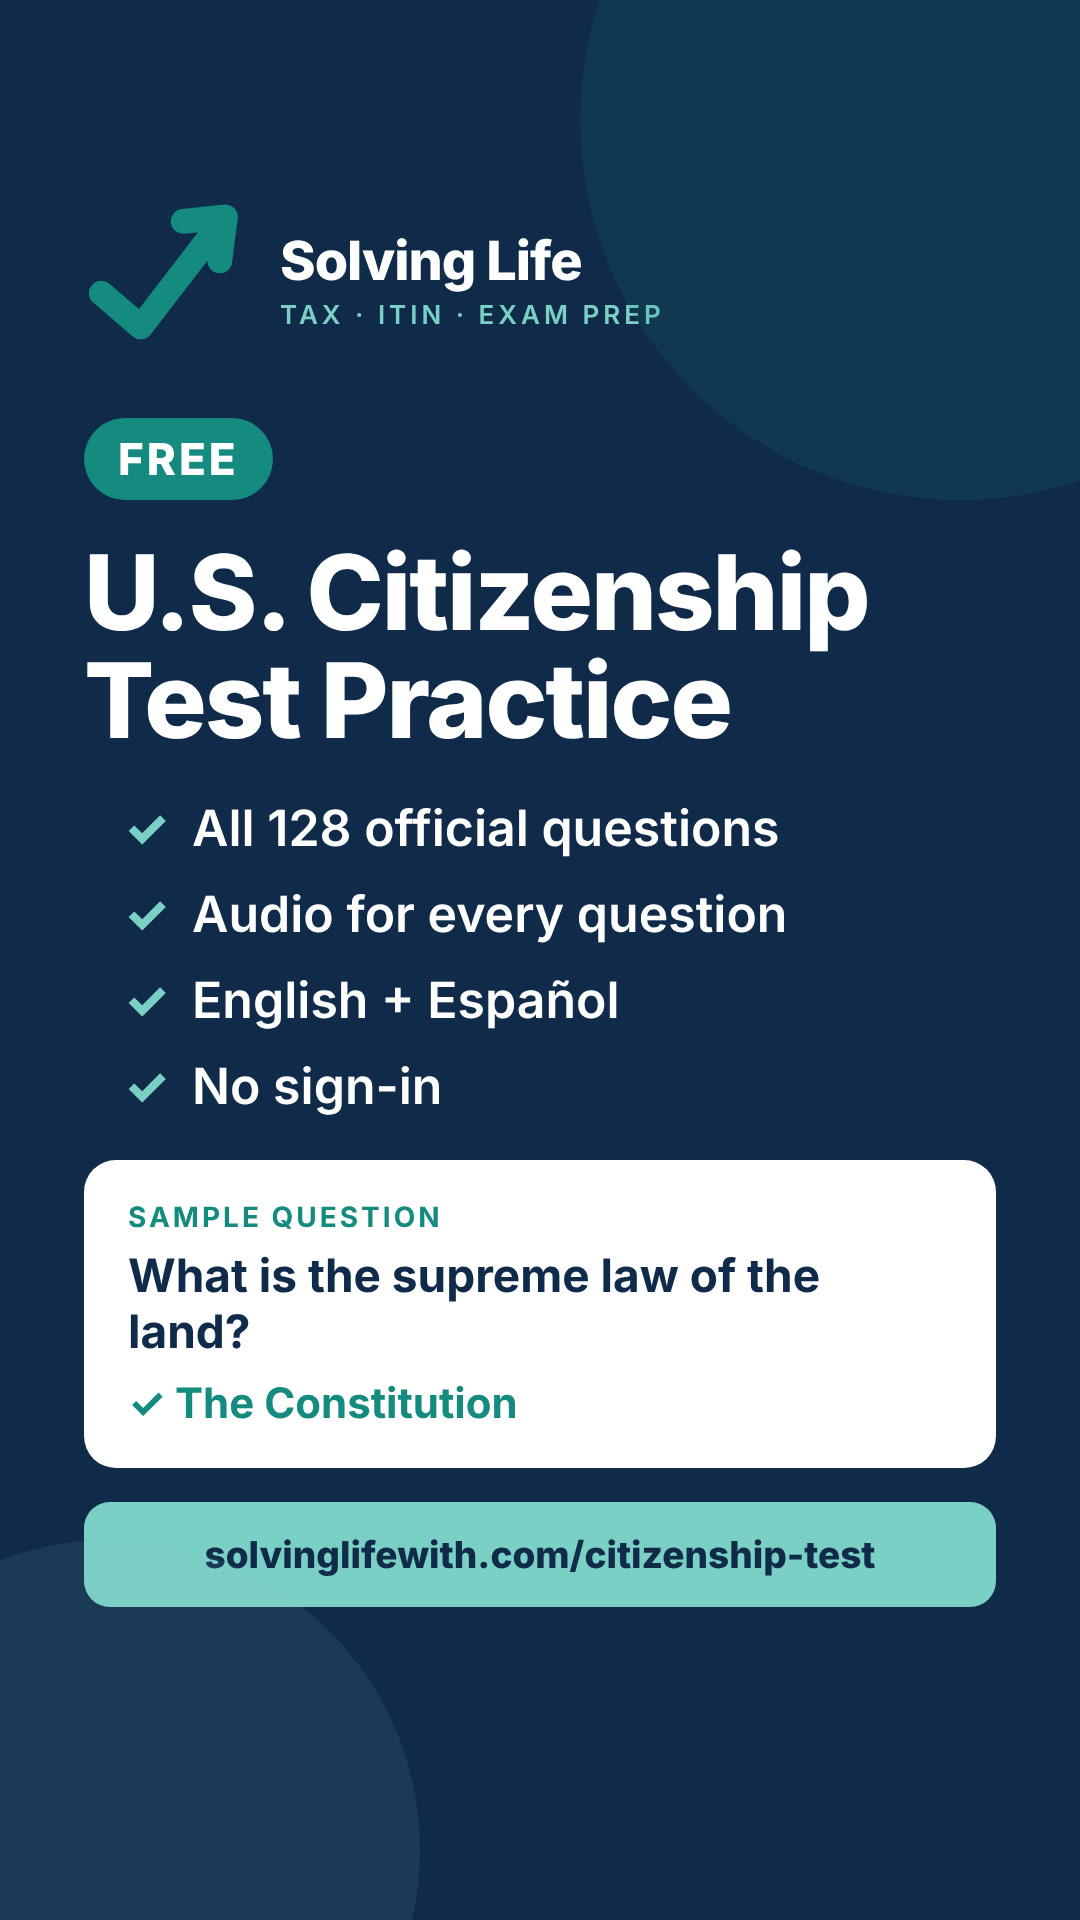 Solving Life
TAX · ITIN · EXAM PREP
FREE
U.S. Citizenship
Test Practice
✓ All 128 official questions
✓ Audio for every question
✓ English + Español
✓ No sign-in
SAMPLE QUESTION
What is the supreme law of the
land?
✓ The Constitution
solvinglifewith.com/citizenship-test